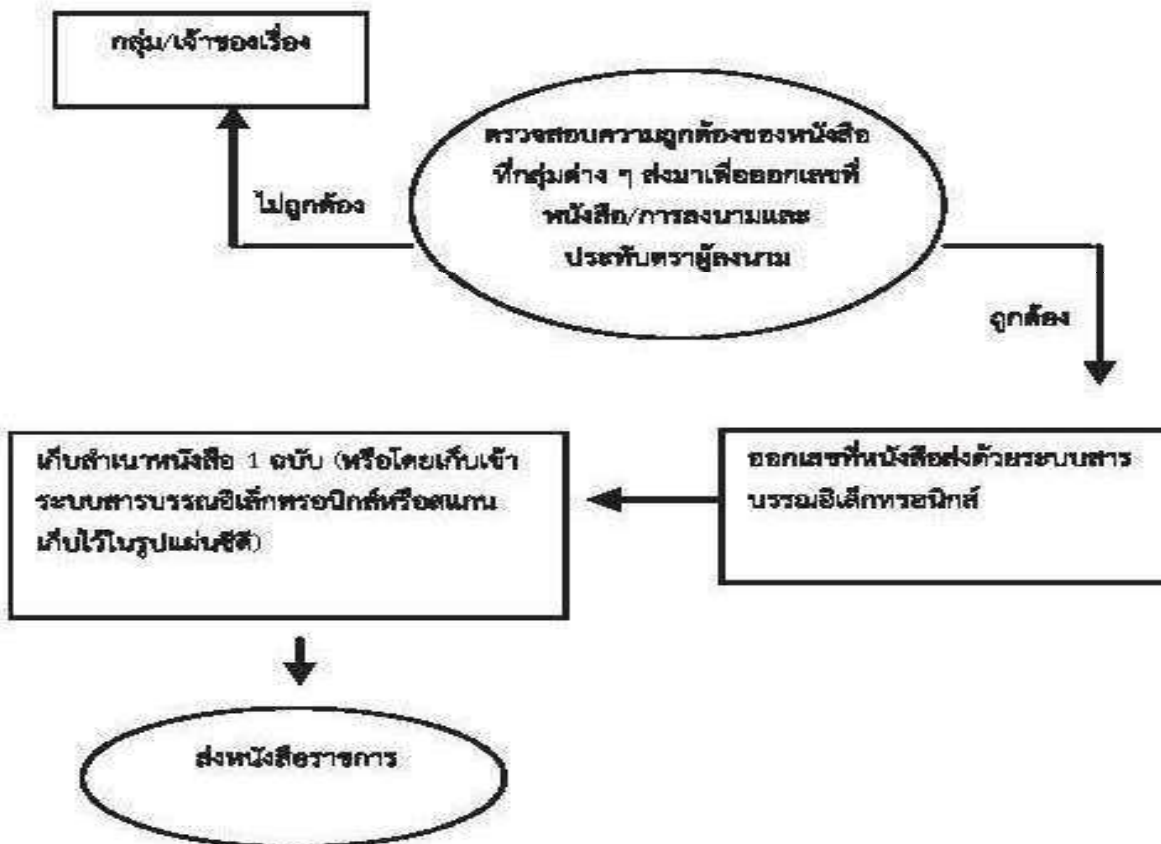 กลุ่ม/เจ้าของเรื่อง
ตรวจสอบความถูกต้องของหนังสือ
ที่กลุ่มต่าง ๆ ส่งมาเพื่อออกเลขที่
หนังสือ/การลงนามและ
ประทับตราผู้ลงนาม
ไม่ถูกต้อง
ถูกต้อง
ออกเลขที่หนังสือส่งด้วยระบบสาร
บรรณอิเล็กทรอนิกส์
เก็บสำเนาหนังสือ 1 ฉบับ (หรือโดยเก็บเข้า
ระบบสารบรรณอิเล็กทรอนิกส์หรือสแกน
เก็บไว้ในรูปแผ่นซีดี)
ส่งหนังสือราชการ